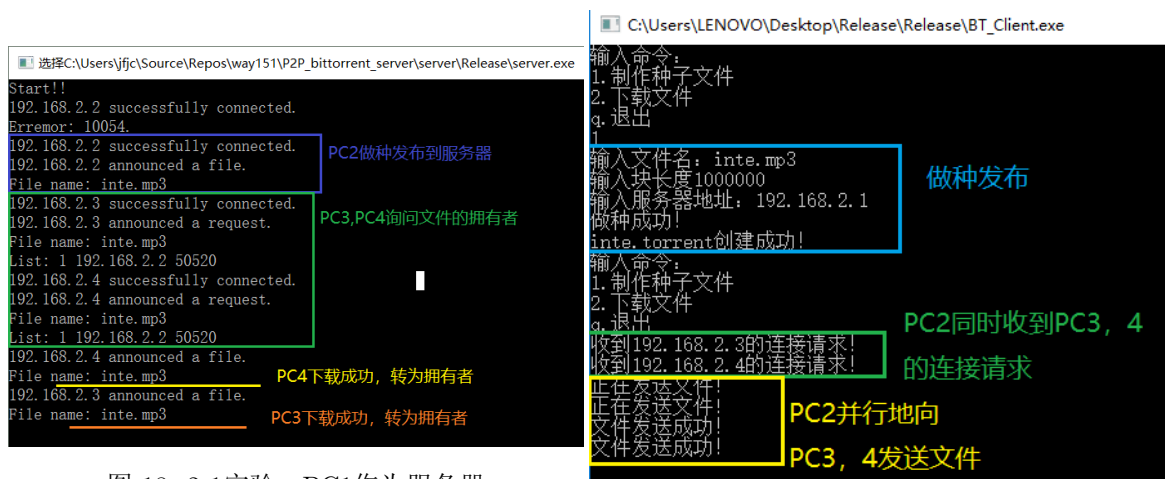 选择C:\Users\jfjc\Source\Repos\way151\P2P_bittorrent_server\server\Release\server.exe
Start!!
192.168.2.2 successfully connected.
Erremor: 10054.
192.168.2.2 successfully connected.
192.168.2.2 announced a file.
File name: inte.mp3
PC2做种发布到服务器
192.168.2.3 successfully connected.
192.168.2.3 announced a request.
File name: inte.mp3
List: 1 192.168.2.2 50520
192.168.2.4 successfully connected.
192.168.2.4 announced a request.
File name: inte.mp3
List: 1 192.168.2.2 50520
PC3,PC4询问文件的拥有者
192.168.2.4 announced a file.
File name: inte.mp3
PC4下载成功，转为拥有者
192.168.2.3 announced a file.
File name: inte.mp3
PC3下载成功，转为拥有者
C:\Users\LENOVO\Desktop\Release\Release\BT_Client.exe
输入命令：
1.制作种子文件
2.下载文件
q.退出
1
输入文件名：inte.mp3
输入块长度1000000
输入服务器地址：192.168.2.1
做种成功！
inte.torrent创建成功！
做种发布
输入命令：
1.制作种子文件
2.下载文件
q.退出
收到192.168.2.3的连接请求！
收到192.168.2.4的连接请求！
PC2同时收到PC3，4
的连接请求
正在发送文件！
正在发送文件！
文件发送成功！
文件发送成功！
PC2并行地向
PC3，4发送文件